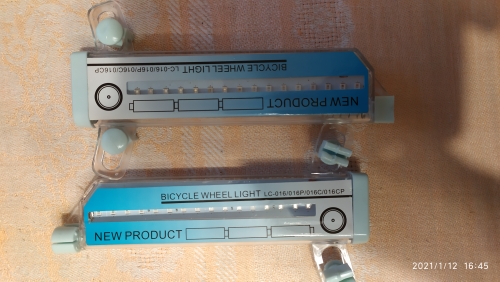 BICYCLE WHEEL LIGHT LC-016/016P/016C/016CP
NEW PRODUCT
BICYCLE WHEEL LIGHT LC-016/016P/016C/016CP
NEW PRODUCT
2021/1/12 16:45